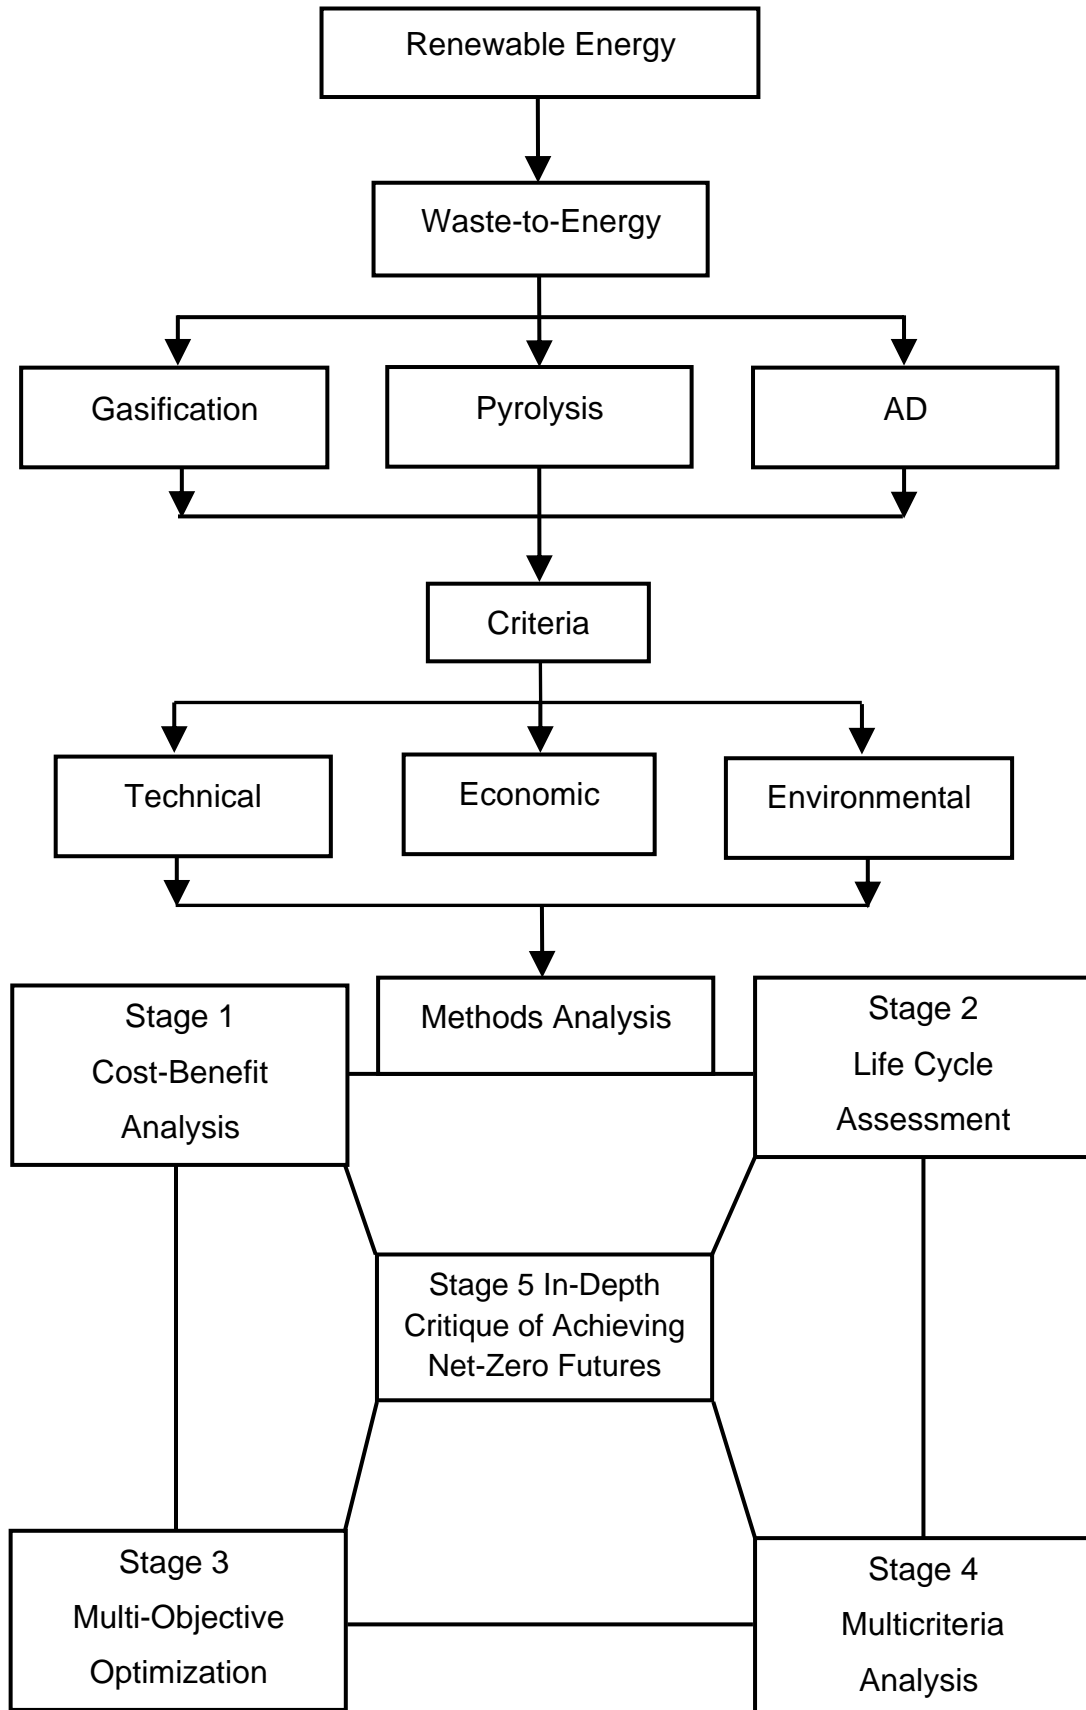 Renewable Energy
Waste-to-Energy
Gasification
Pyrolysis
AD
Criteria
Technical
Economic
Environmental
Methods Analysis
Stage 1
Cost-Benefit
Analysis
Stage 2
Life Cycle
Assessment
Stage 5 In-Depth
Critique of Achieving
Net-Zero Futures
Stage 3
Multi-Objective
Optimization
Stage 4
Multicriteria
Analysis